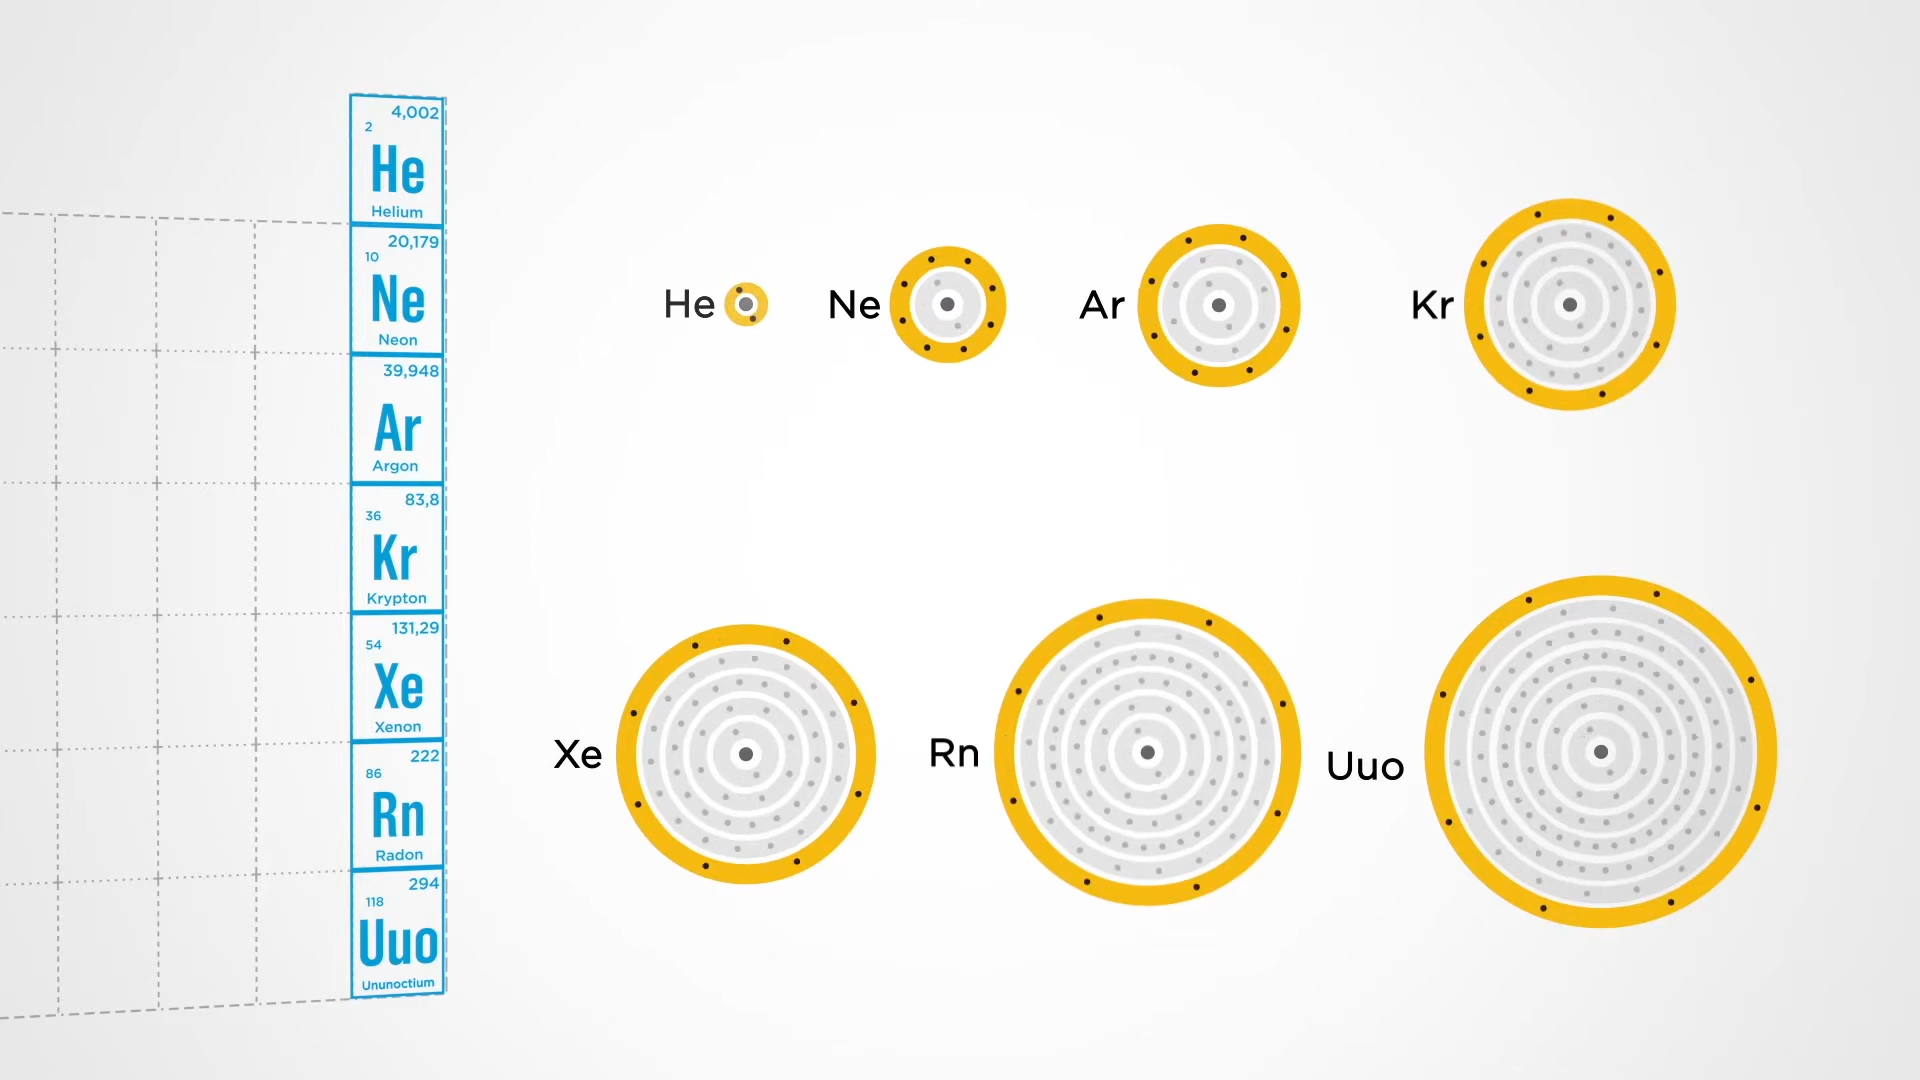 4,002
2
He
Helium
20,179
10
Ne
Neon
39,948
Ar
Argon
83,8
36
Kr
Krypton
131,29
54
Xe
Xenon
222
86
Rn
Radon
294
118
Uuo
Ununoctium
He
Ne
Ar
Kr
Xe
Rn
Uuo